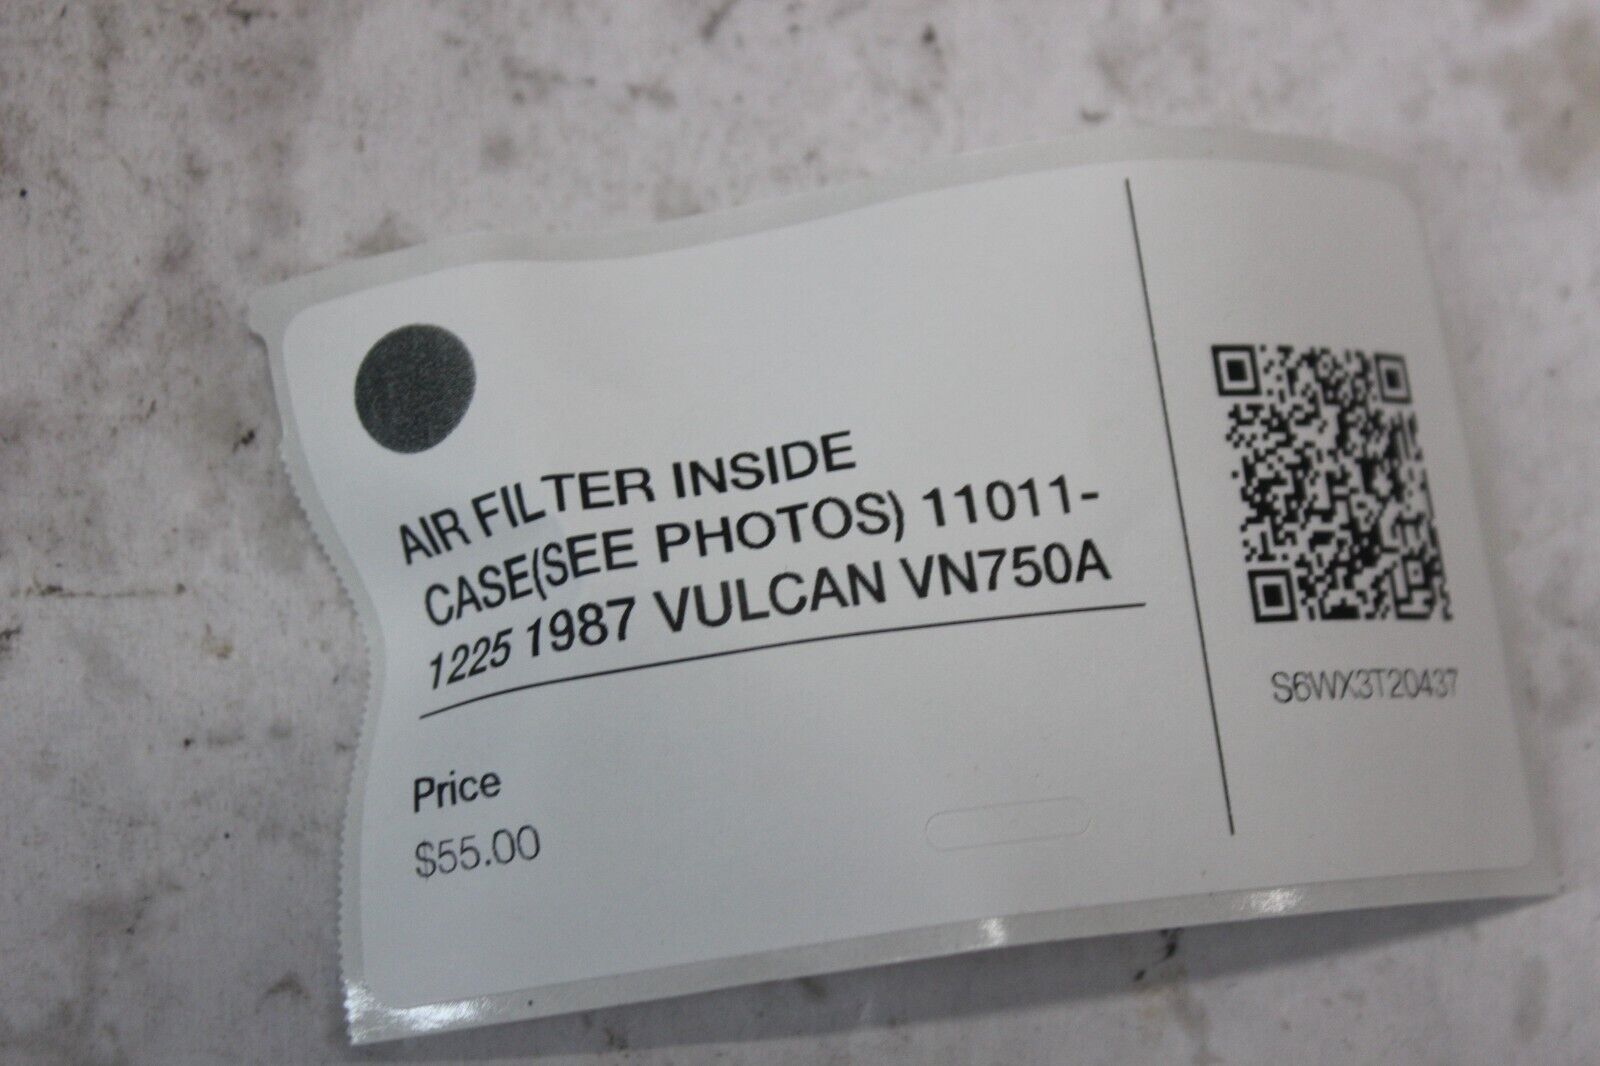 AIR FILTER INSIDE
CASE(SEE PHOTOS) 11011-
1225 1987 VULCAN VN750A
Price
$55.00
S6WX3T20437